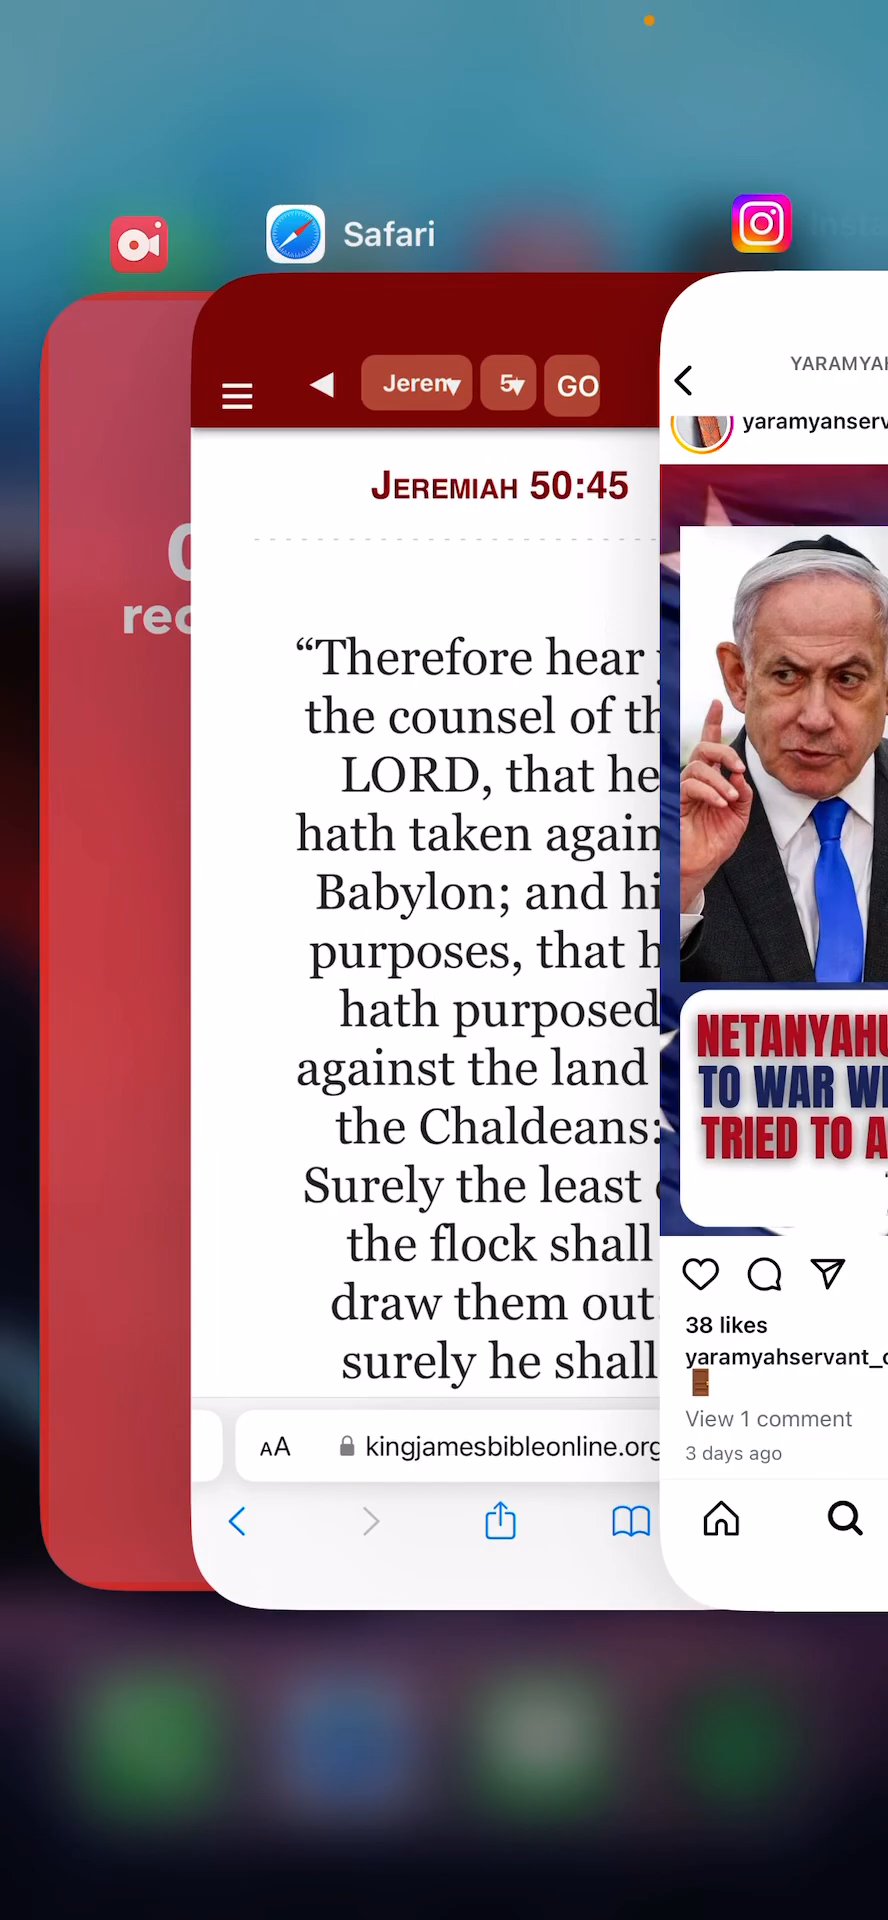 Safari
Jerem
5
GO
JEREMIAH 50:45
“Therefore hear
the counsel of th
LORD, that he
hath taken again
Babylon; and hi
purposes, that h
hath purposed
against the land
the Chaldeans:
Surely the least
the flock shall
draw them out:
surely he shall
AA
kingjamesbibleonline.org
rec
YARAMYAH
yaramyahserv
NETANYAHU
TO WAR WI
TRIED TO A
38 likes
yaramyahservant_o
View 1 comment
3 days ago